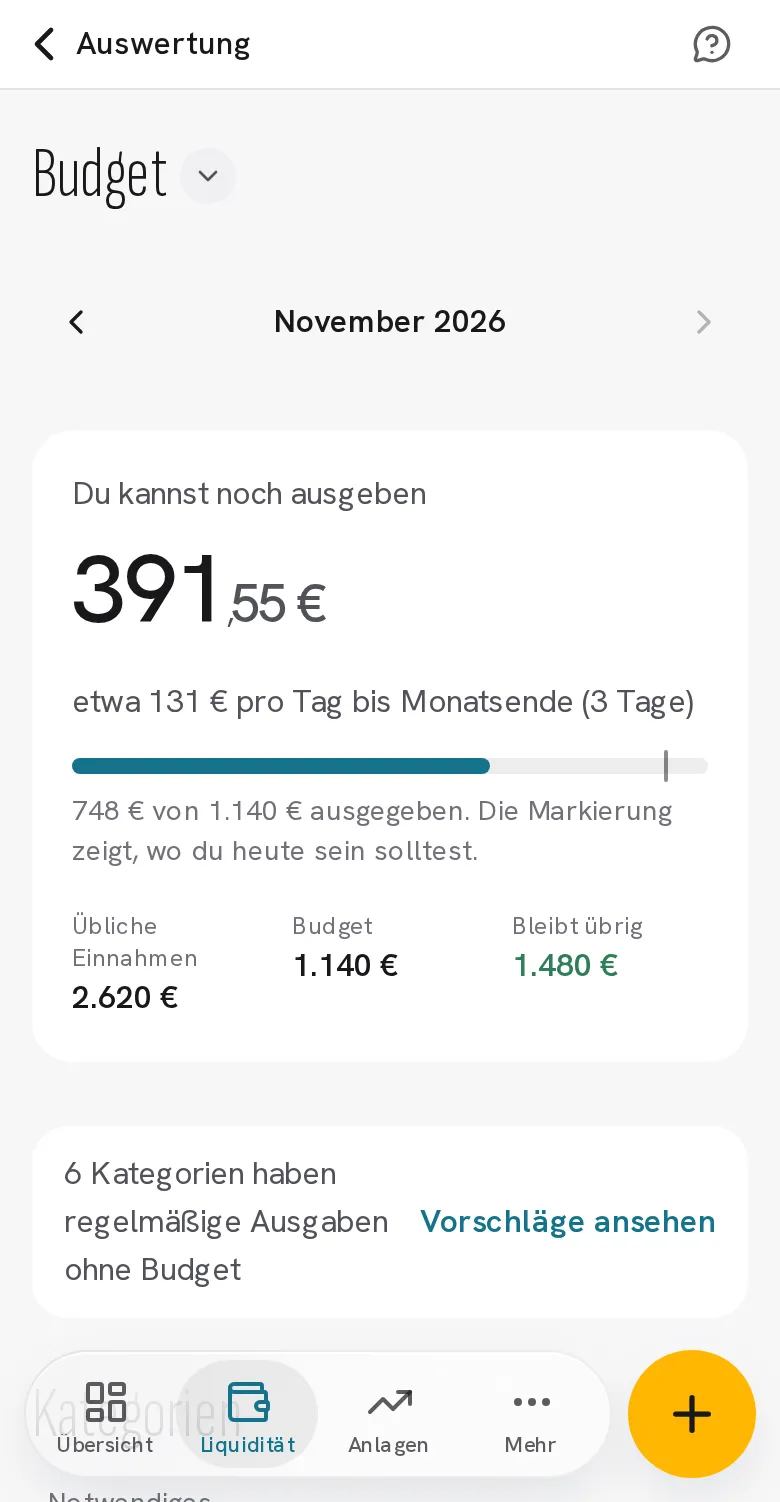 Auswertung
Budget
November 2026
Du kannst noch ausgeben
391,55 €
etwa 131 € pro Tag bis Monatsende (3 Tage)
748 € von 1.140 € ausgegeben. Die Markierung
zeigt, wo du heute sein solltest.
Übliche
Einnahmen
2.620 €
Budget
1.140 €
Bleibt übrig
1.480 €
6 Kategorien haben
regelmäßige Ausgaben
ohne Budget
Vorschläge ansehen
Kategorien
Übersicht
Liquidität
Anlagen
Mehr
Notwendiges